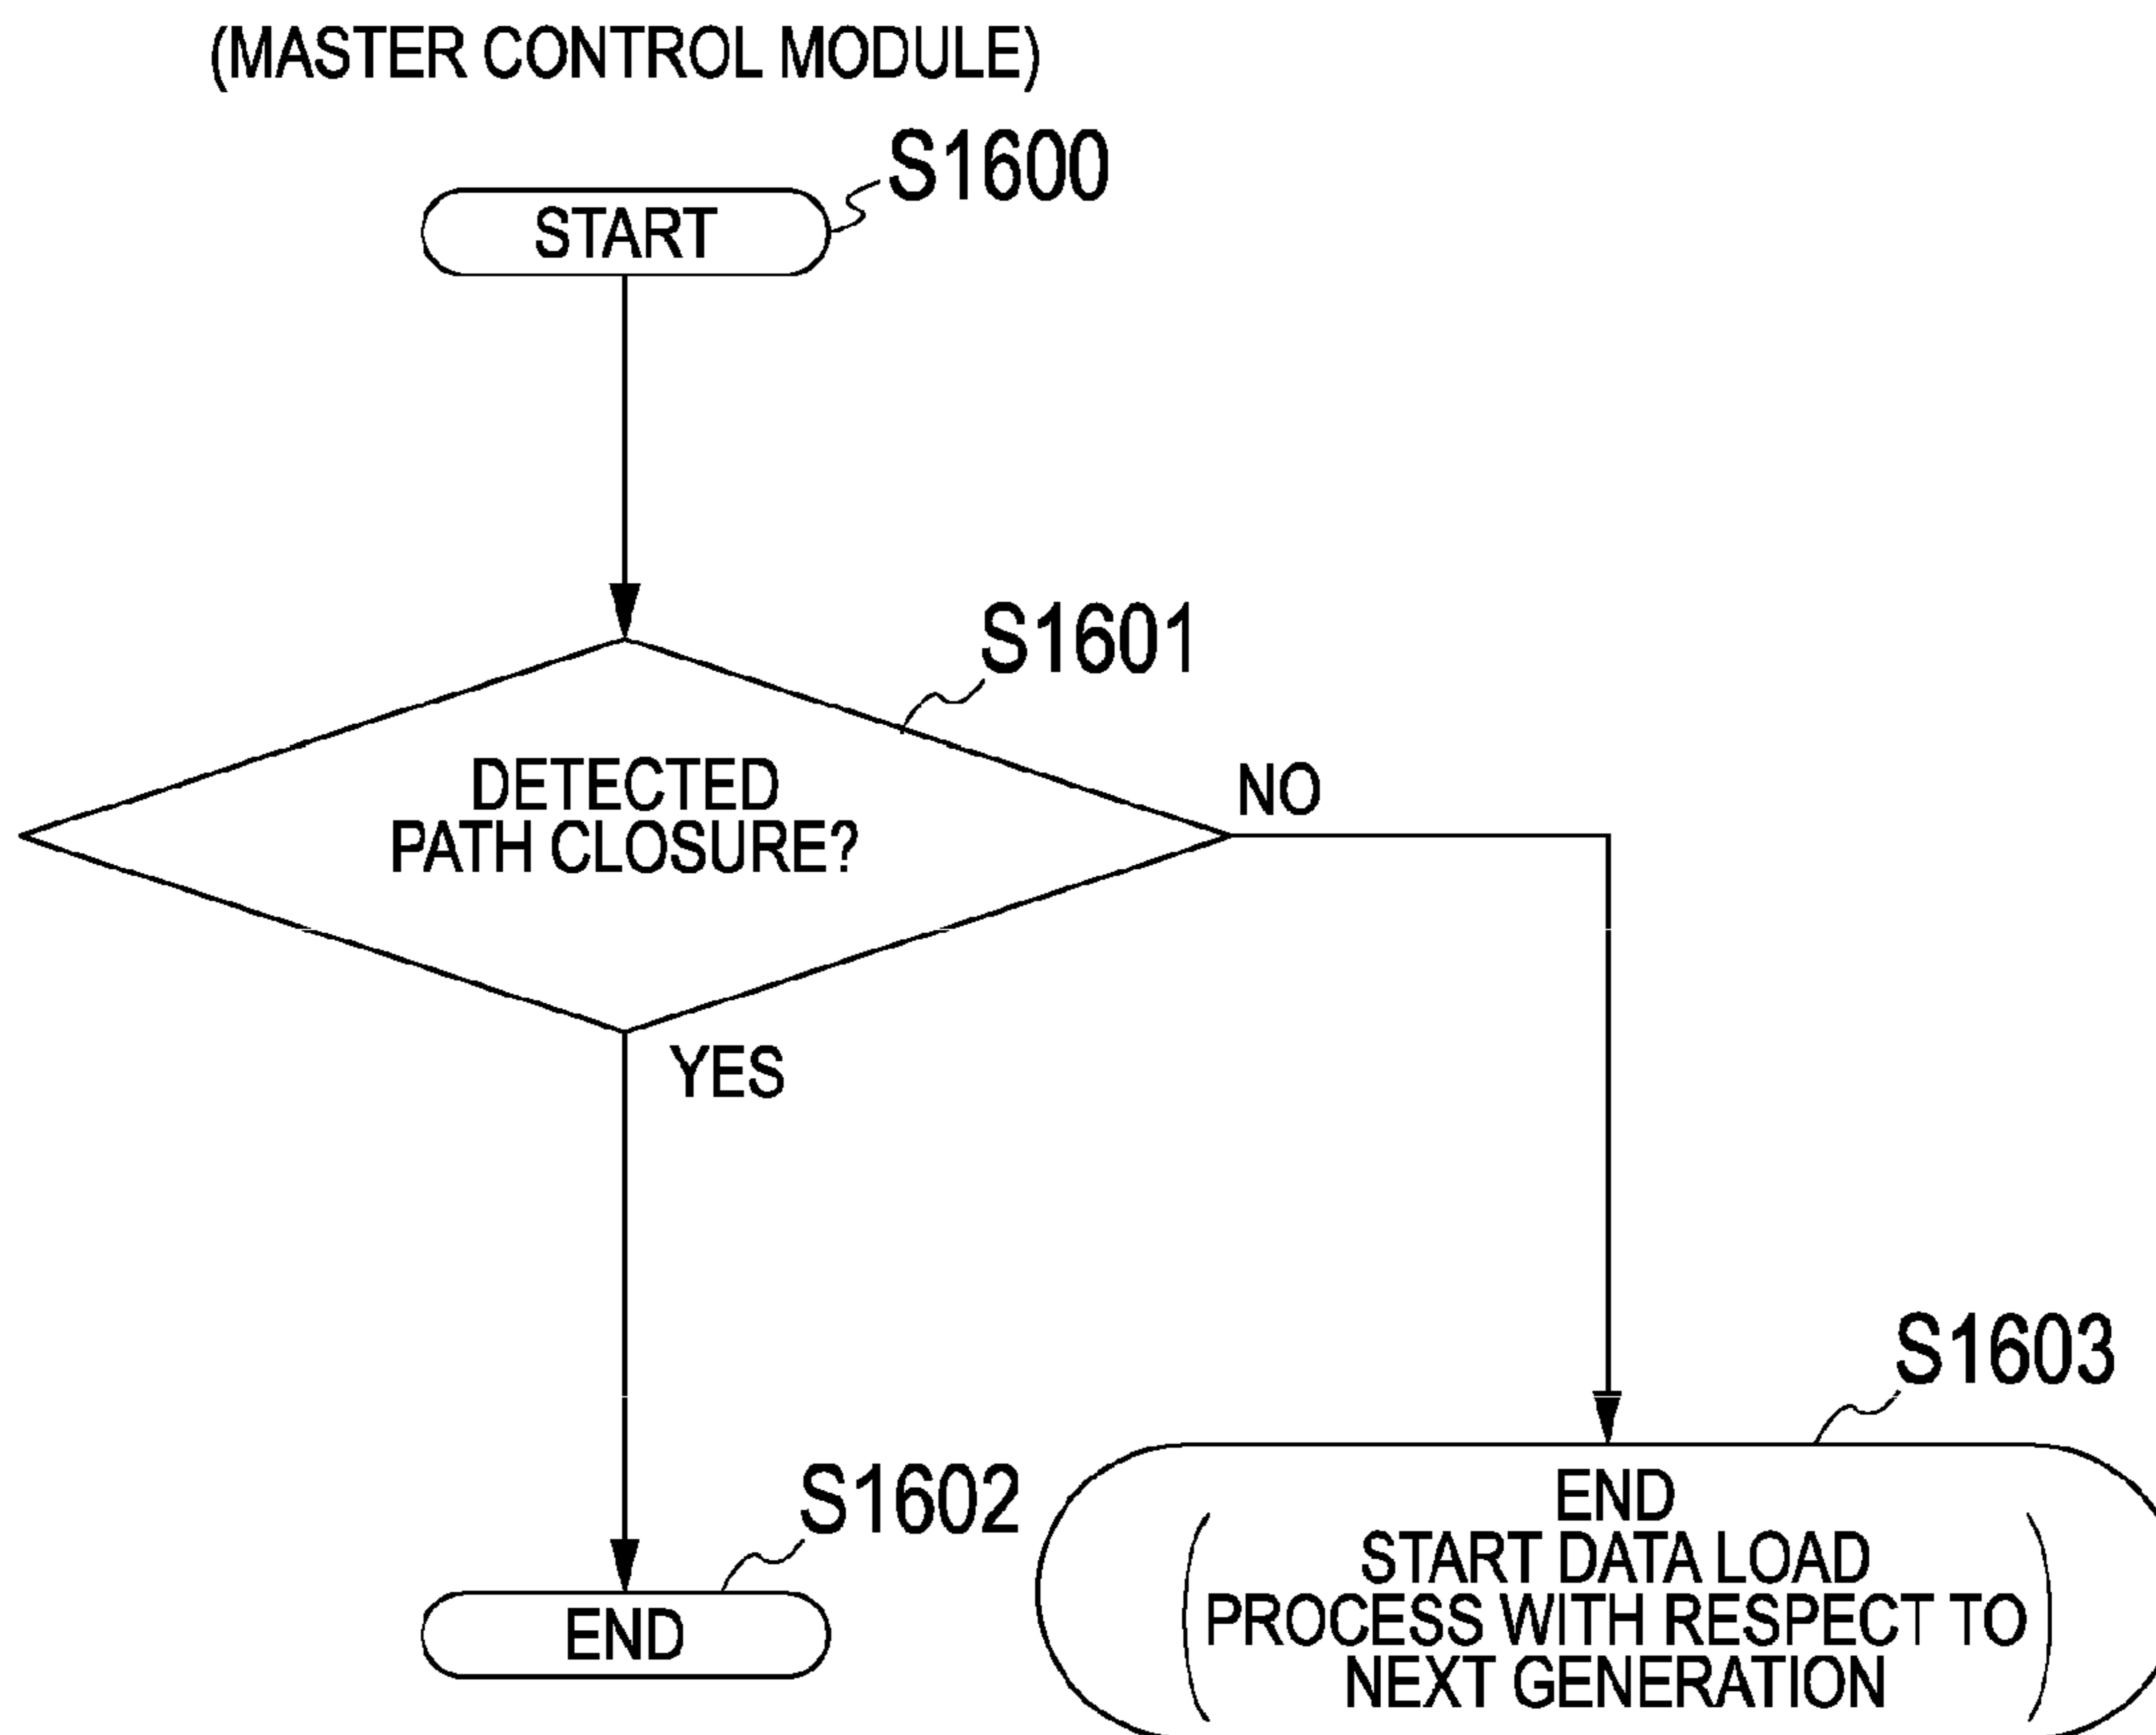 (MASTER CONTROL MODULE)
S1600
START
S1601
DETECTED
PATH CLOSURE?
NO
YES
S1602
END
S1603
END
START DATA LOAD
PROCESS WITH RESPECT TO
NEXT GENERATION